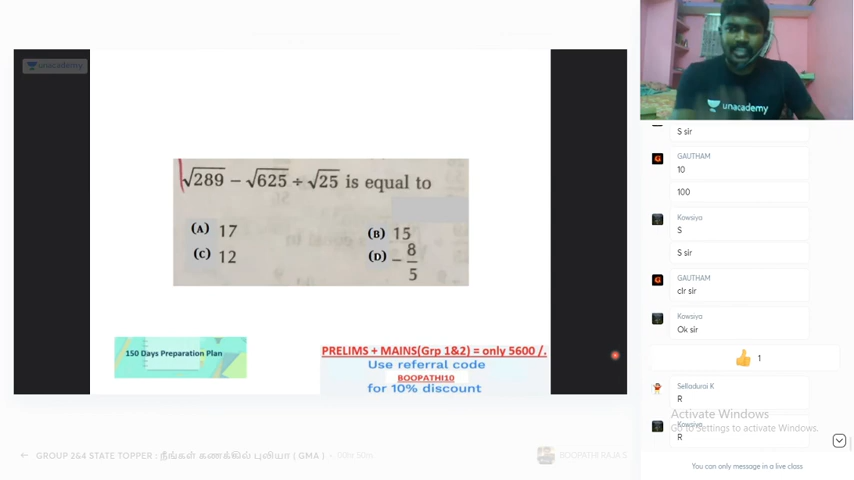 unacademy
√289 − √625 ÷ √25 is equal to
(A) 17
(B) 15
(C) 12
(D) − 8/5
150 Days Preparation Plan
PRELIMS + MAINS(Grp 1&2) = only 5600 /.
Use referral code
BOOPATHI10
for 10% discount
unacademy
S sir
GAUTHAM
10
100
Kowsiya
S
S sir
GAUTHAM
clr sir
Kowsiya
Ok sir
👍 1
Selladurai K
R
Kowsiya
R
Activate Windows
Go to Settings to activate Windows.
You can only message in a live class
← GROUP 2&4 STATE TOPPER : நீங்கள் கணக்கில் புலியா ( GMA )
BOOPATHI RAJA S